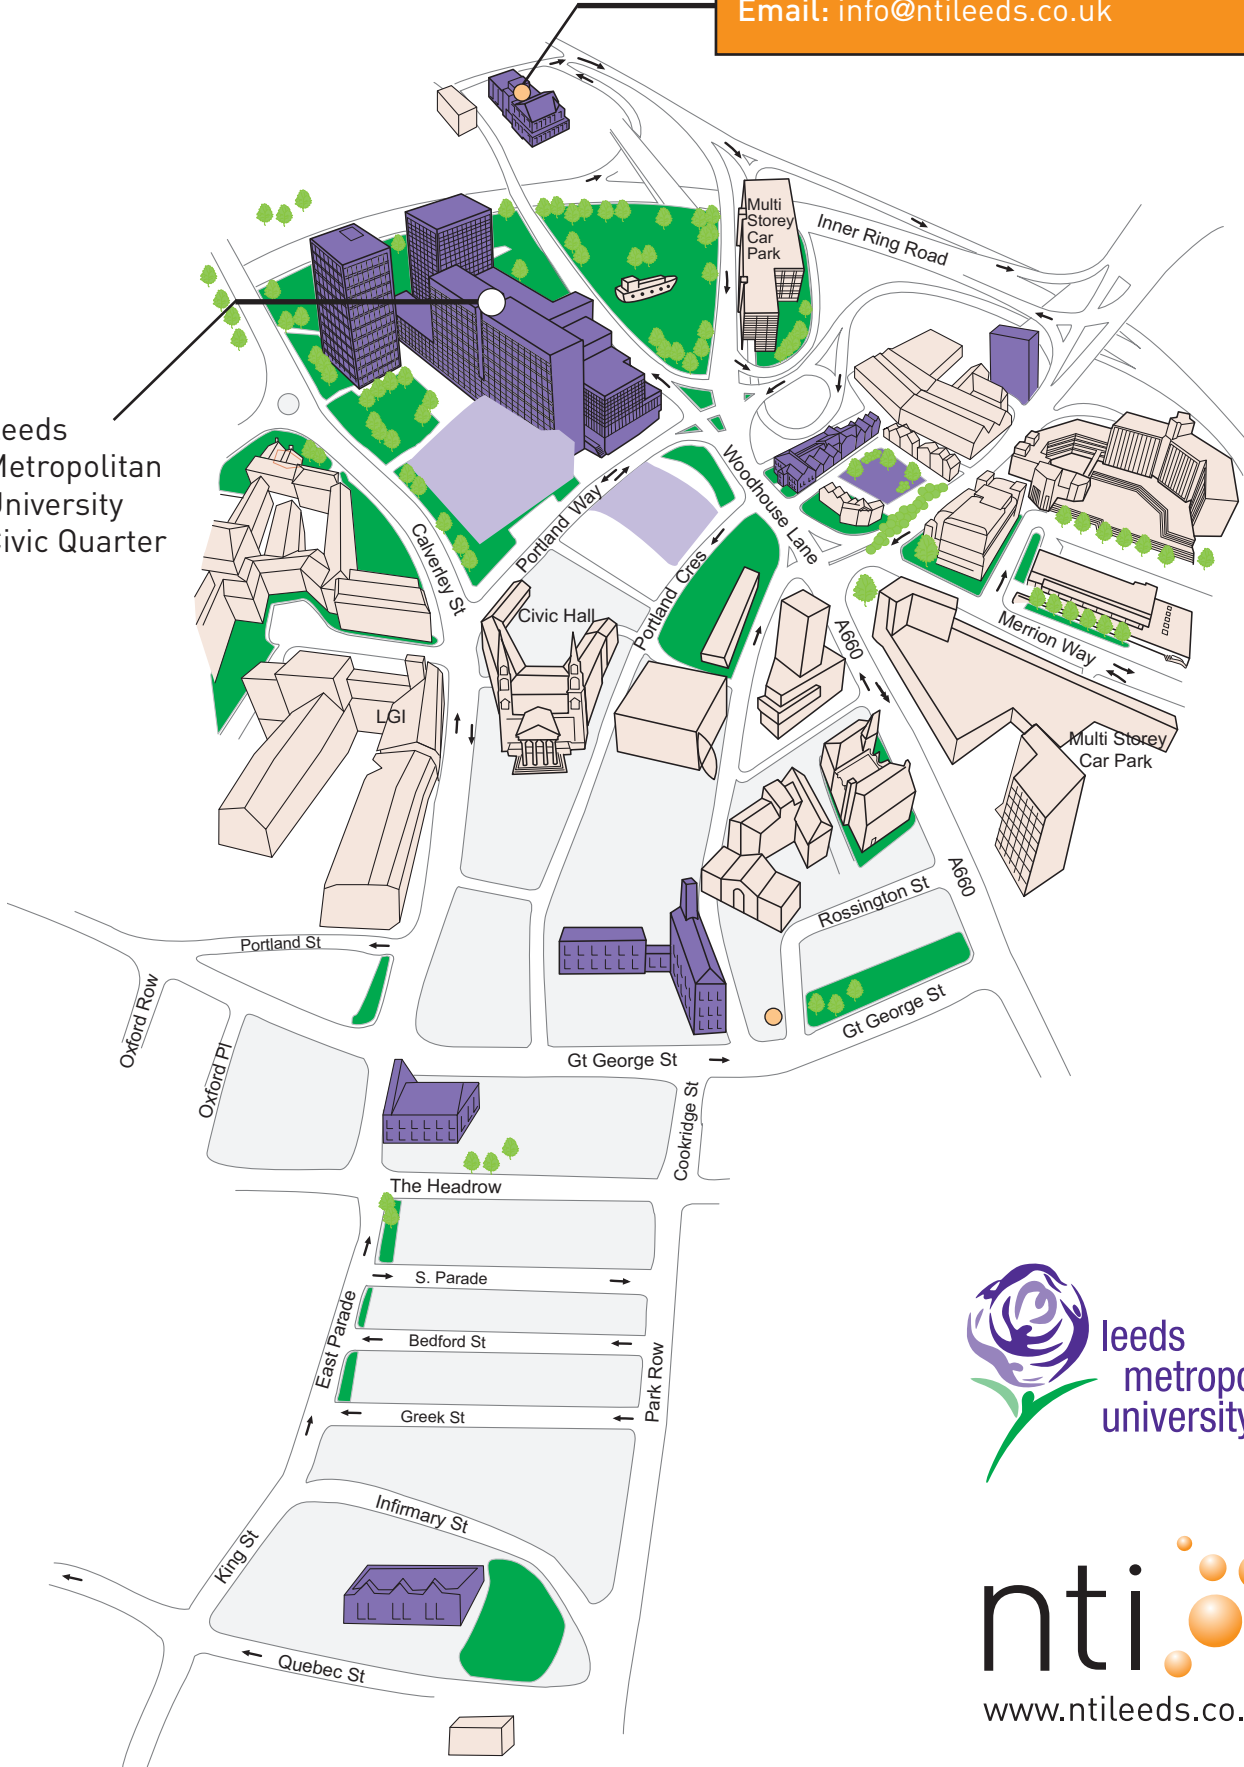 Email: info@ntileeds.co.uk
Multi
Storey
Car
Park
Inner Ring Road
eeds
Metropolitan
University
Civic Quarter
Woodhouse Lane
Portland Way
Calverley St
Portland Cres
Civic Hall
A660
Merrion Way
LGI
Multi Storey
Car Park
A660
Rossington St
Portland St
Oxford Row
Gt George St
Oxford Pl
Gt George St
Cookridge St
The Headrow
S. Parade
East Parade
Bedford St
Park Row
Greek St
Infirmary St
King St
Quebec St
leeds
metropo
university
nti
www.ntileeds.co.